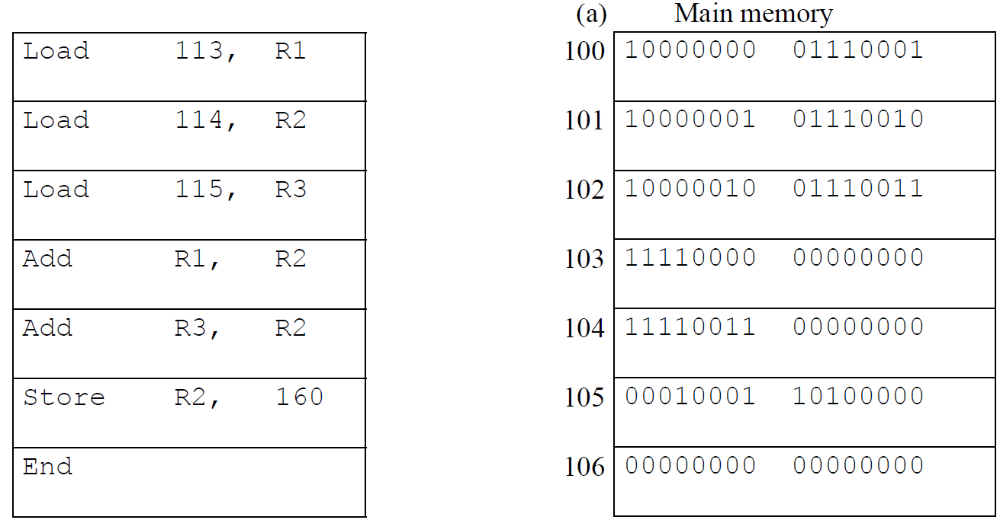 (a) Main memory
Load 113, R1
100 10000000 01110001
Load 114, R2
101 10000001 01110010
Load 115, R3
102 10000010 01110011
Add R1, R2
103 11110000 00000000
Add R3, R2
104 11110011 00000000
Store R2, 160
105 00010001 10100000
End
106 00000000 00000000